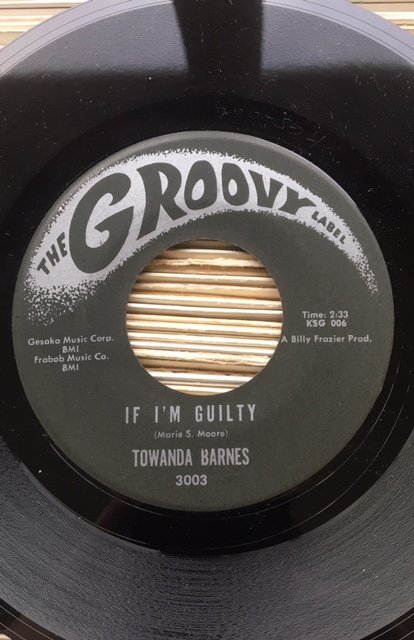 THE GROOVY LABEL
Time: 2:33
KSG 006
Gesaka Music Corp.
BMI
Frabob Music Co.
BMI
A Billy Frazier Prod.
IF I'M GUILTY
(Marie S. Moore)
TOWANDA BARNES
3003